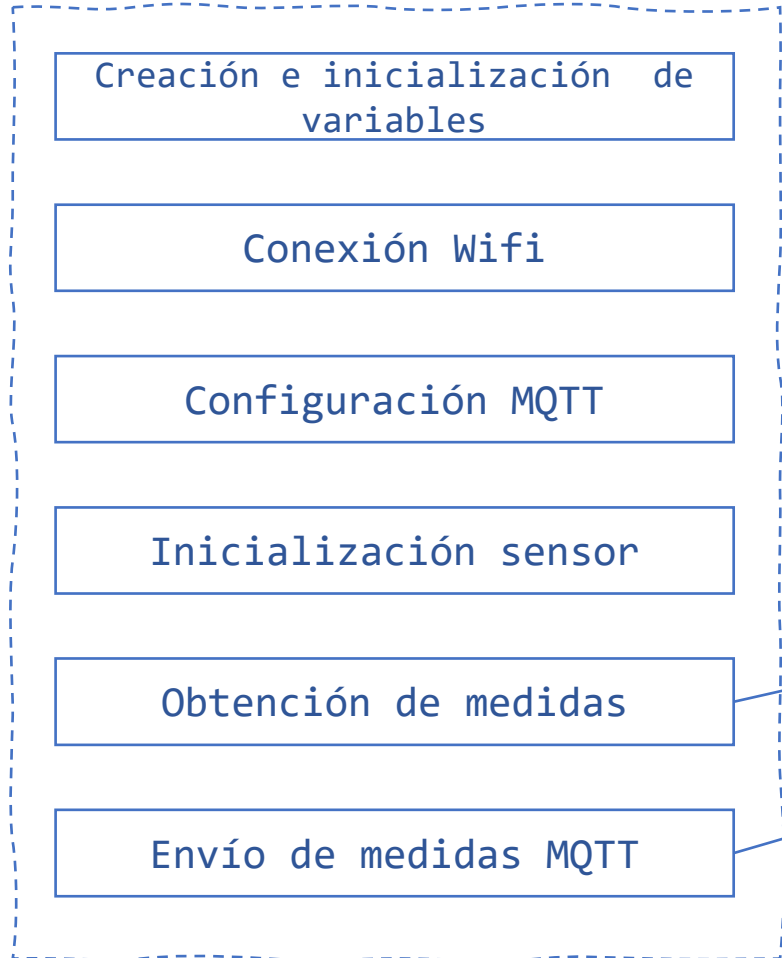 Creación e inicialización de
variables
Conexión Wifi
Configuración MQTT
Inicialización sensor
Obtención de medidas
Envío de medidas MQTT